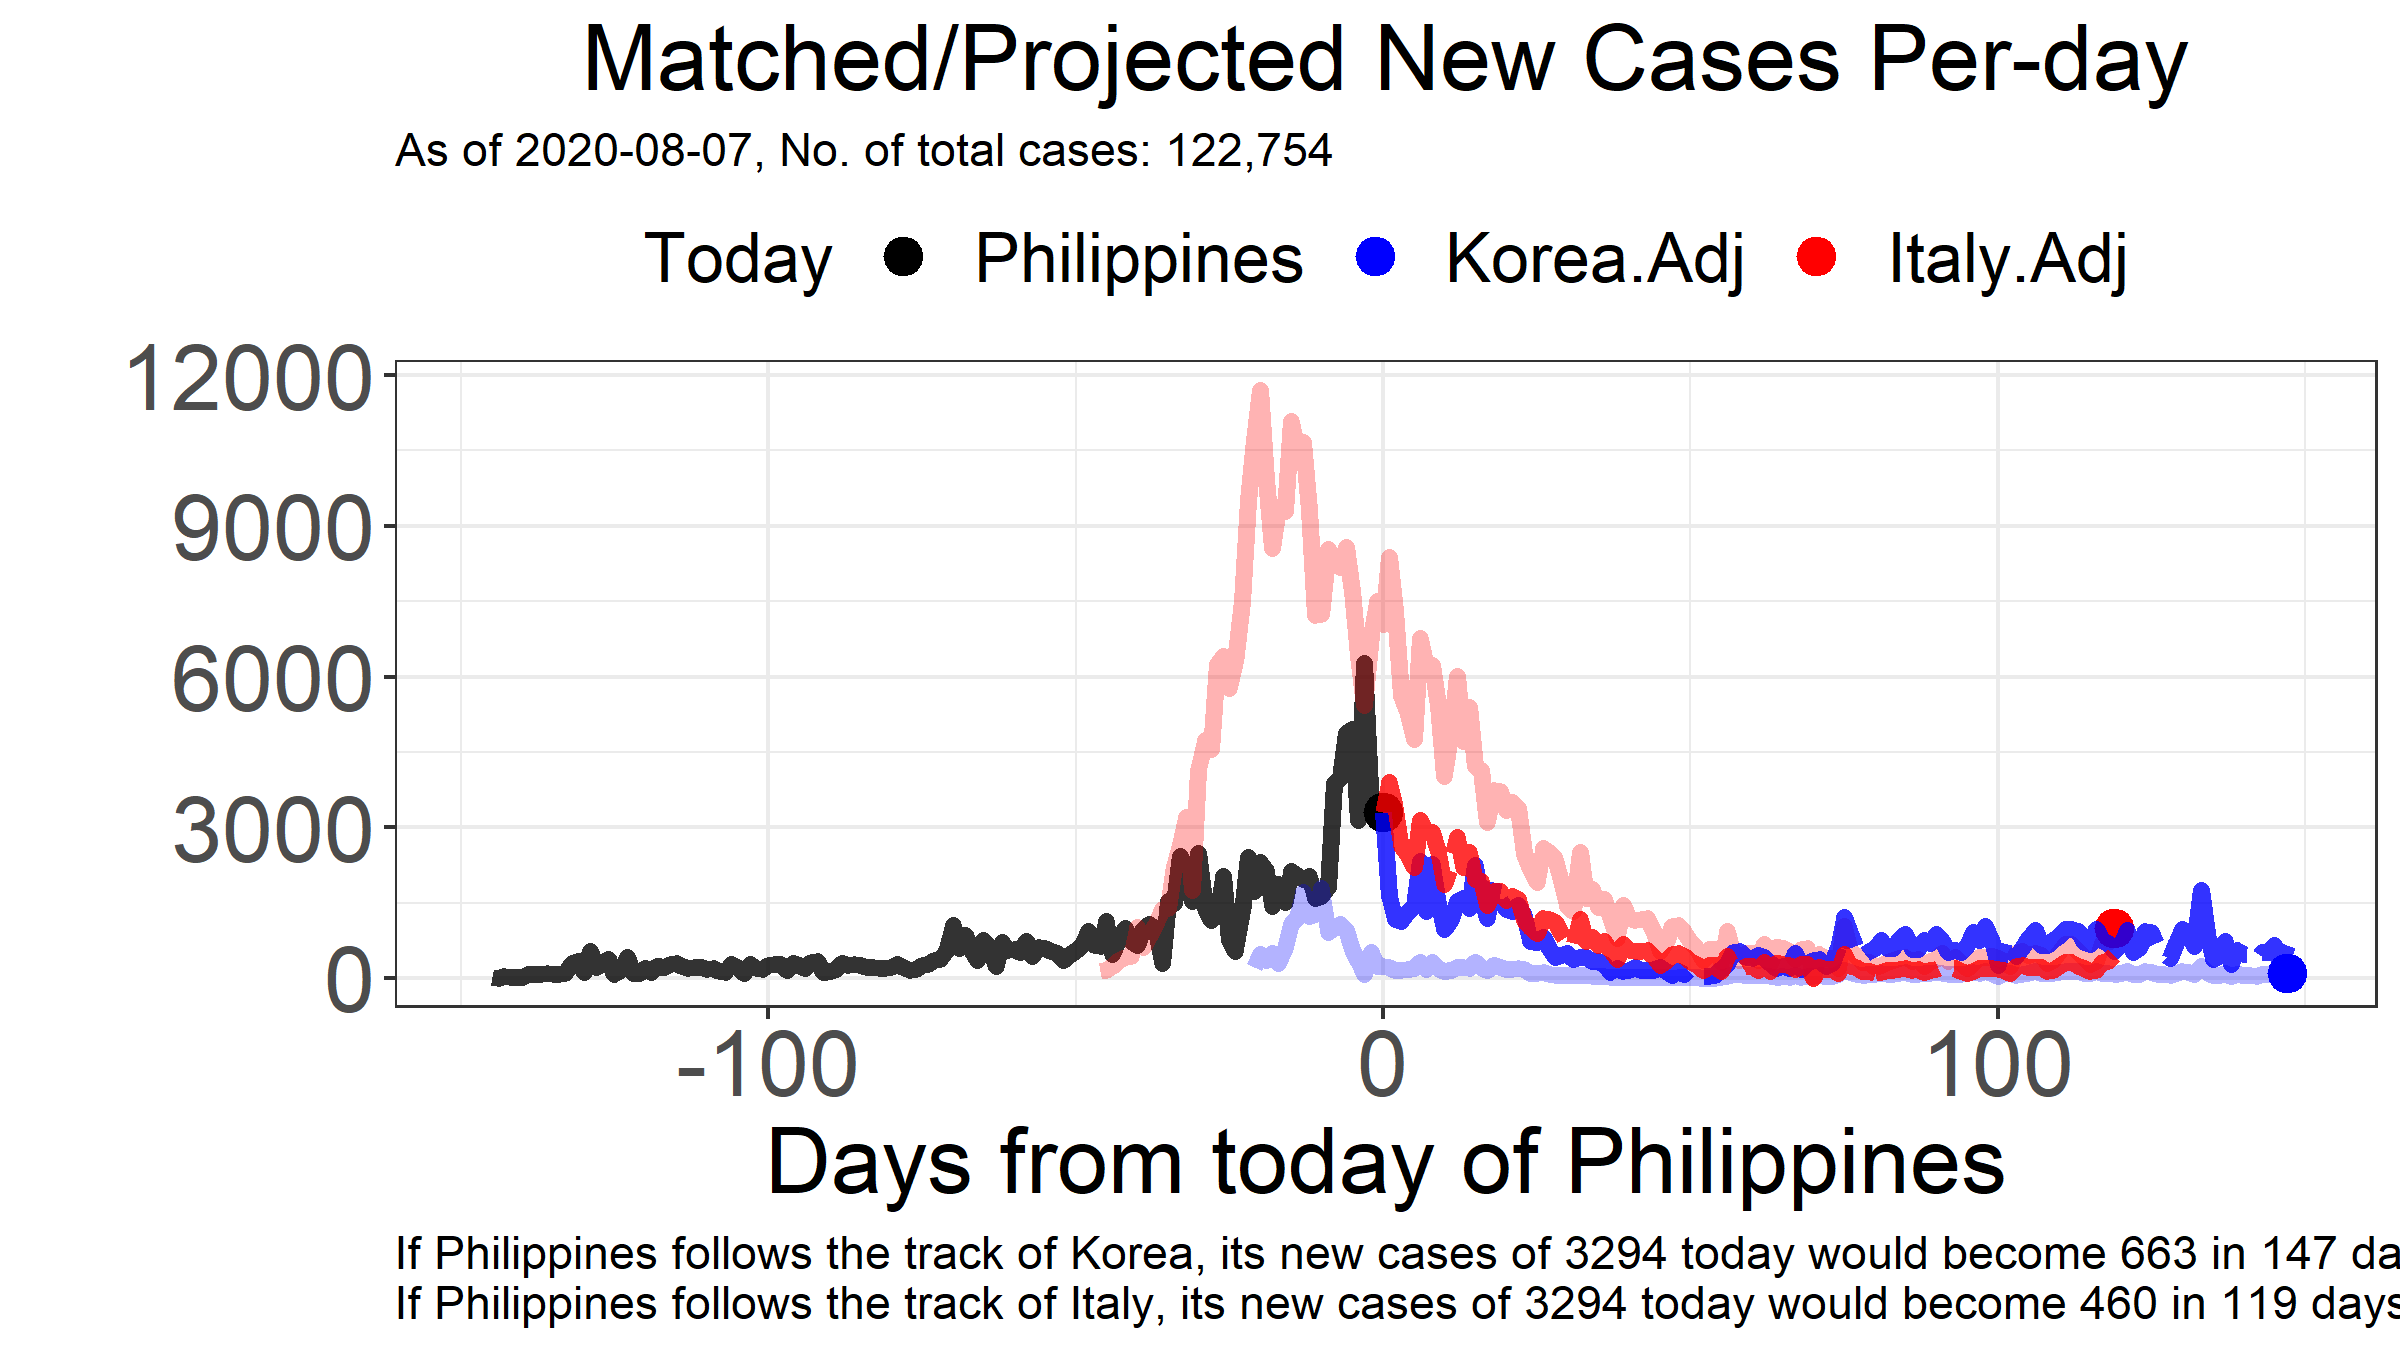 Matched/Projected New Cases Per-day
As of 2020-08-07, No. of total cases: 122,754
Today Philippines Korea.Adj Italy.Adj
12000
9000
6000
3000
0
-100 0 100
Days from today of Philippines
If Philippines follows the track of Korea, its new cases of 3294 today would become 663 in 147 da
If Philippines follows the track of Italy, its new cases of 3294 today would become 460 in 119 days